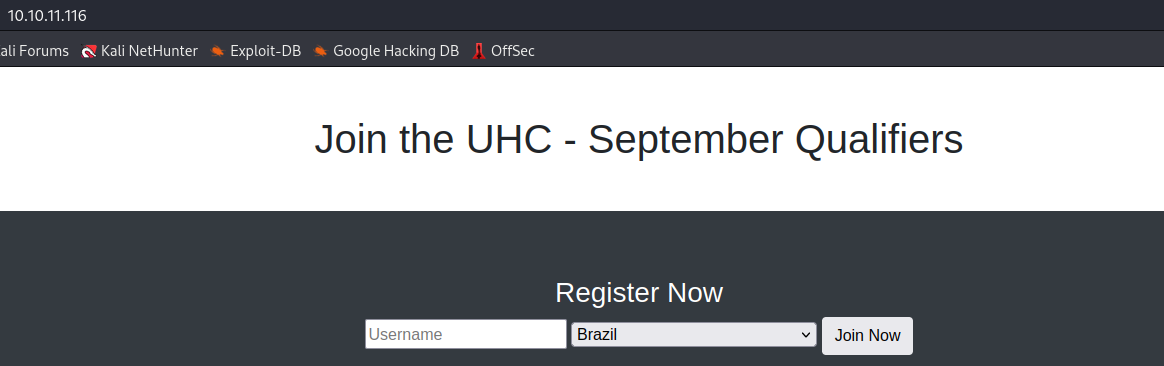 10.10.11.116
ali Forums Kali NetHunter Exploit-DB Google Hacking DB OffSec
Join the UHC - September Qualifiers
Register Now
Username Brazil Join Now